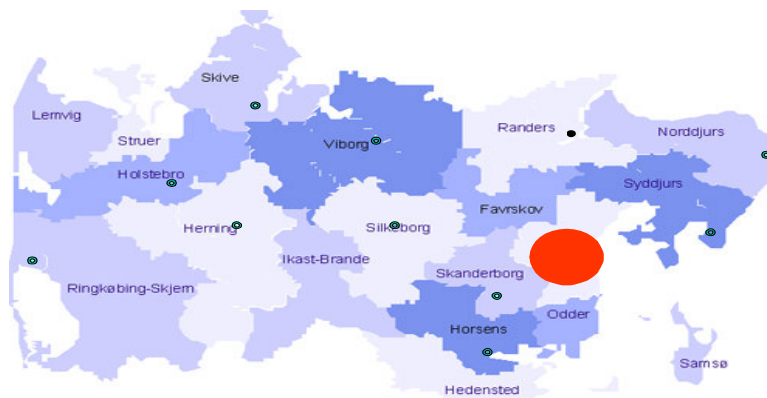 Skive
Lemvig
Struer
Viborg
Randers
Norddjurs
Holstebro
Syddjurs
Favrskov
Herning
Silkeborg
Ikast-Brande
Skanderborg
Ringkøbing-Skjern
Horsens
Odder
Samsø
Hedensted